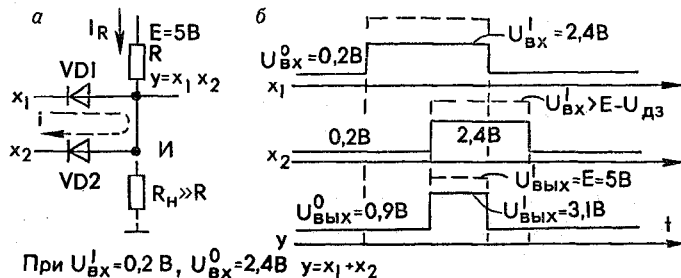 а
I_R
E=5В
R
VD1
y=x₁ x₂
x₁
i
x₂
И
VD2
Rн≫R
б
U⁰вх=0,2В
U¹вх=2,4В
x₁
U¹вх>E-Uдз
0,2В
2,4В
x₂
U¹вых=E=5В
U⁰вых=0,9В
U¹вых=3,1В
t
y
При U¹вх=0,2 В, U⁰вх=2,4В y=x₁+x₂